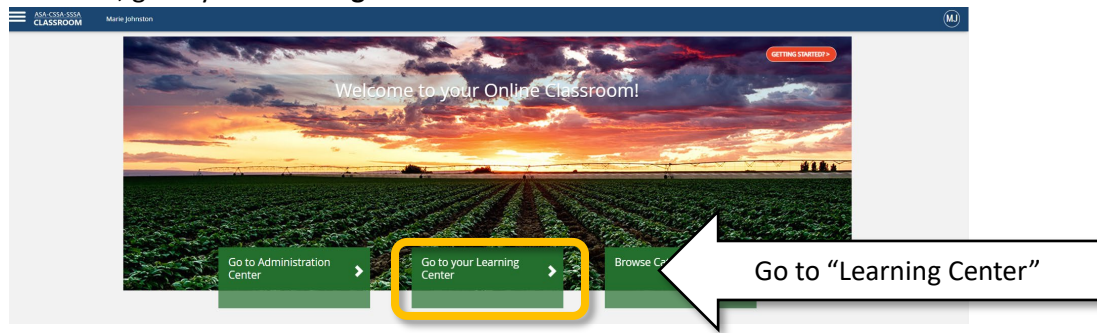 ASA-CSSA-SSSA
CLASSROOM
Marie Johnston
MJ
GETTING STARTED? >
Welcome to your Online Classroom!
Go to Administration
Center
Go to your Learning
Center
Browse
Go to “Learning Center”